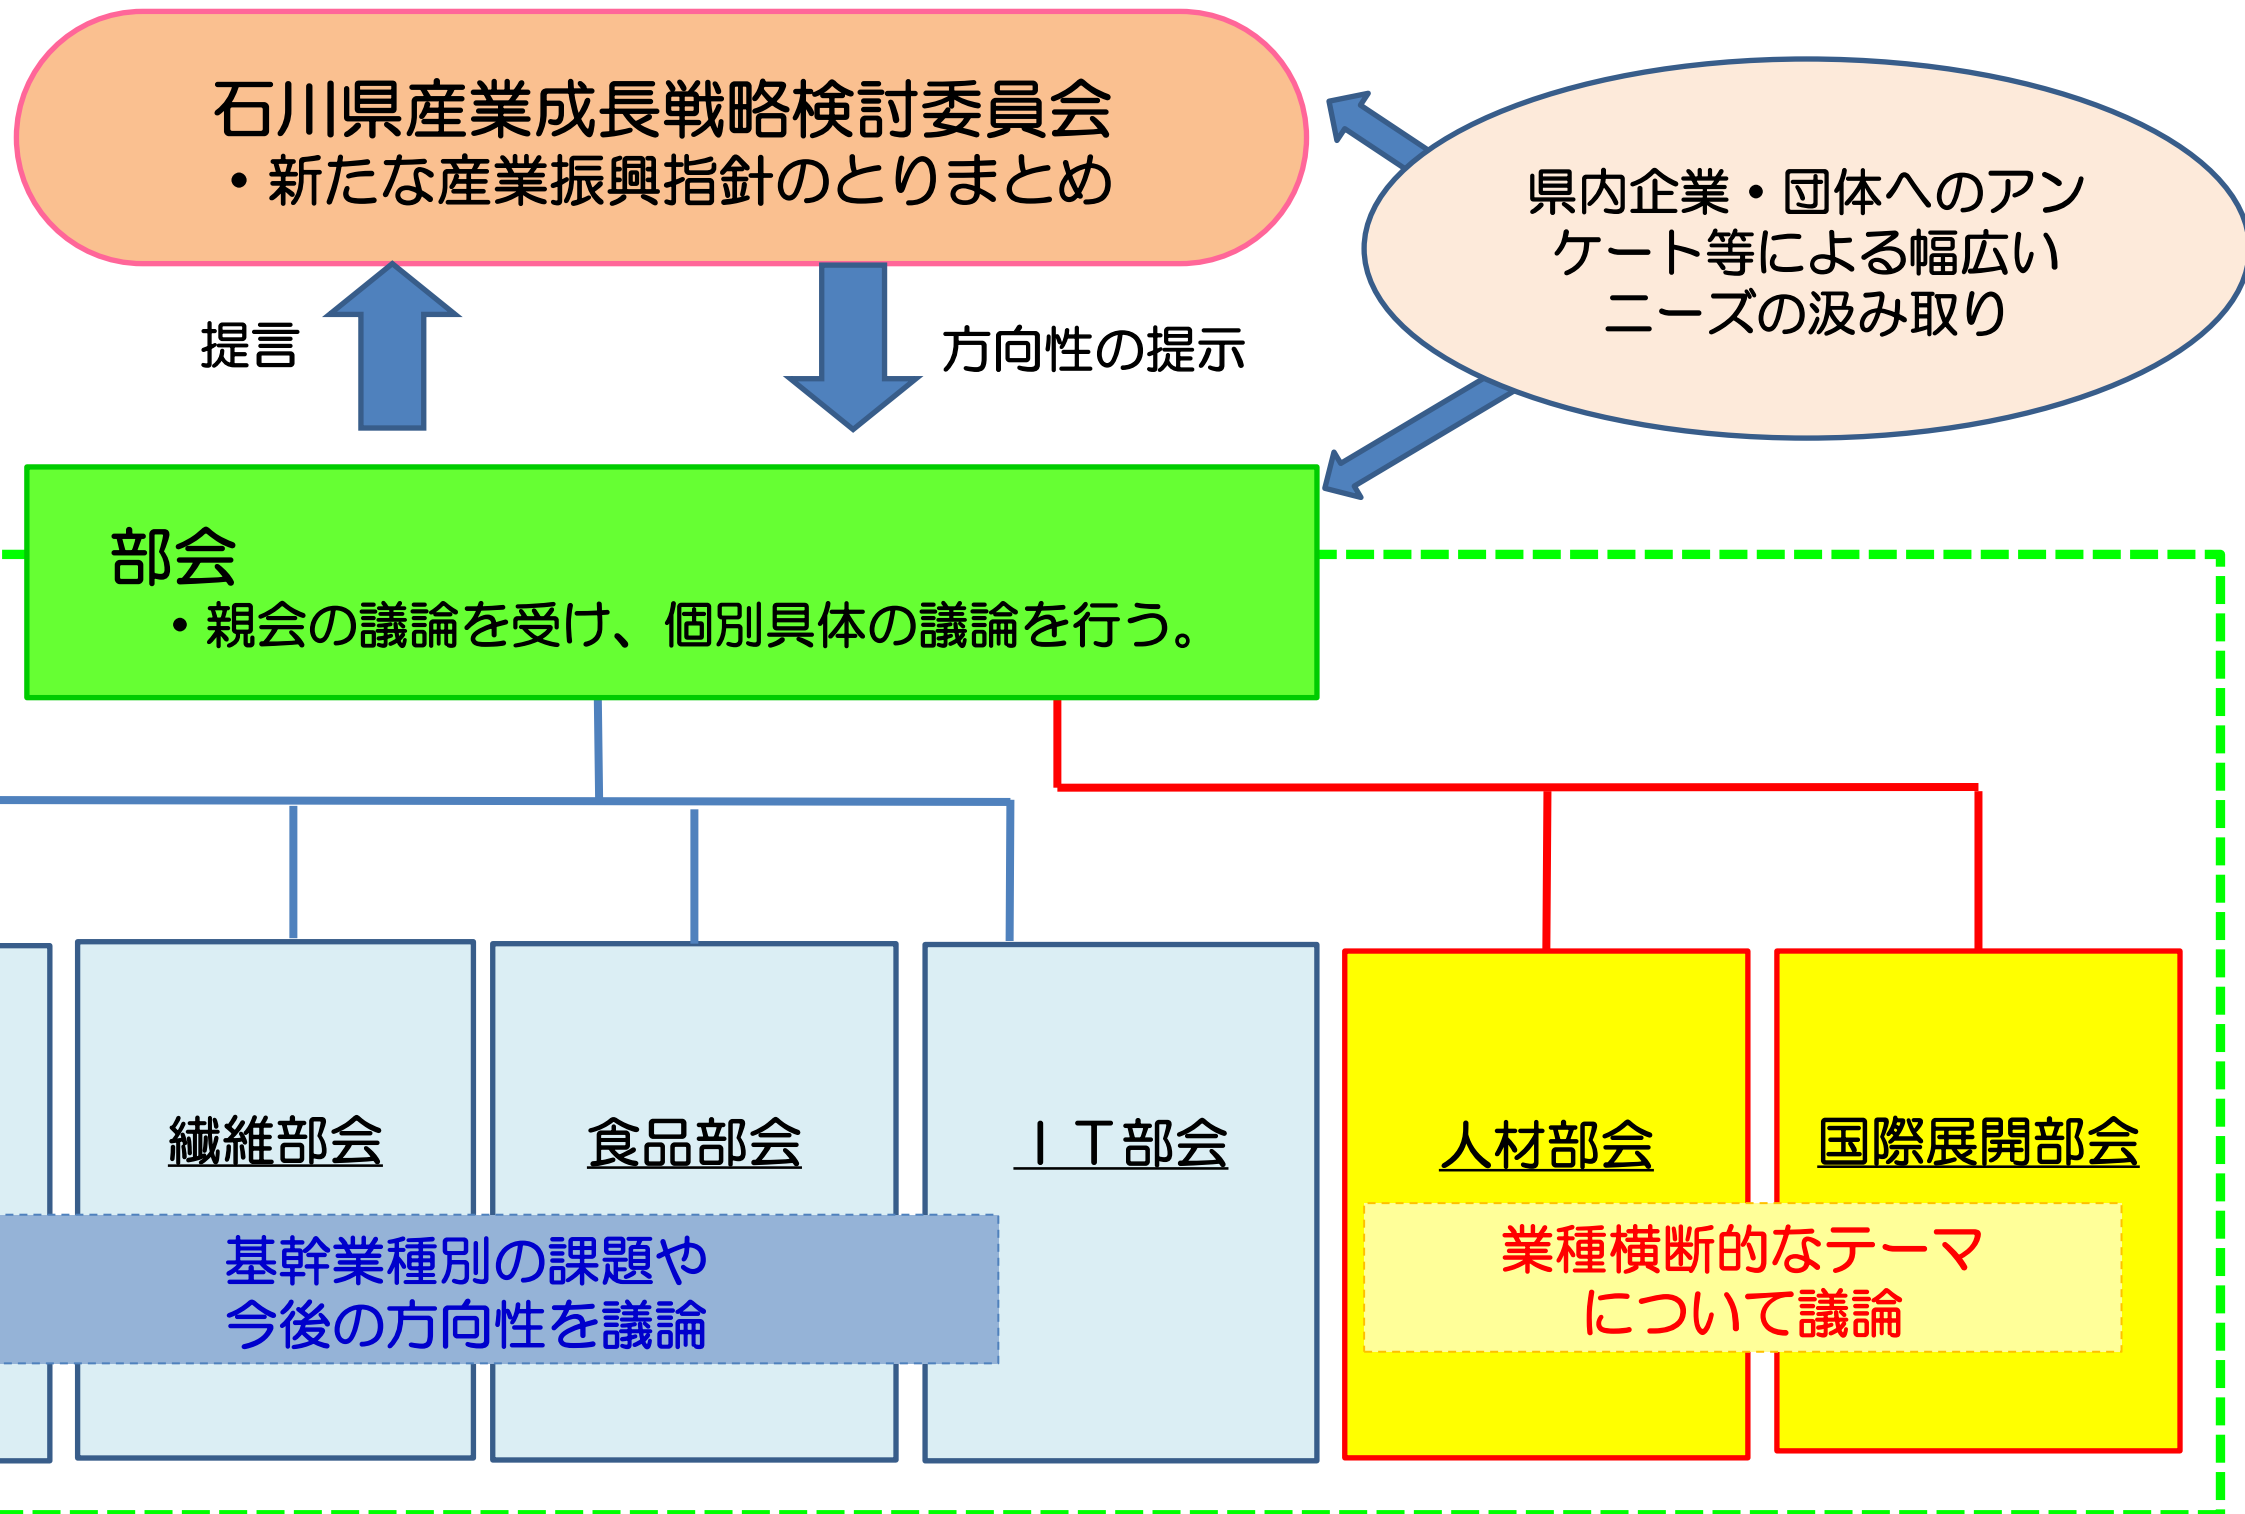 石川県産業成長戦略検討委員会
・新たな産業振興指針のとりまとめ
県内企業・団体へのアン
ケート等による幅広い
ニーズの汲み取り
提言
方向性の提示
部会
・親会の議論を受け、個別具体の議論を行う。
繊維部会
食品部会
ＩＴ部会
人材部会
国際展開部会
基幹業種別の課題や
今後の方向性を議論
業種横断的なテーマ
について議論